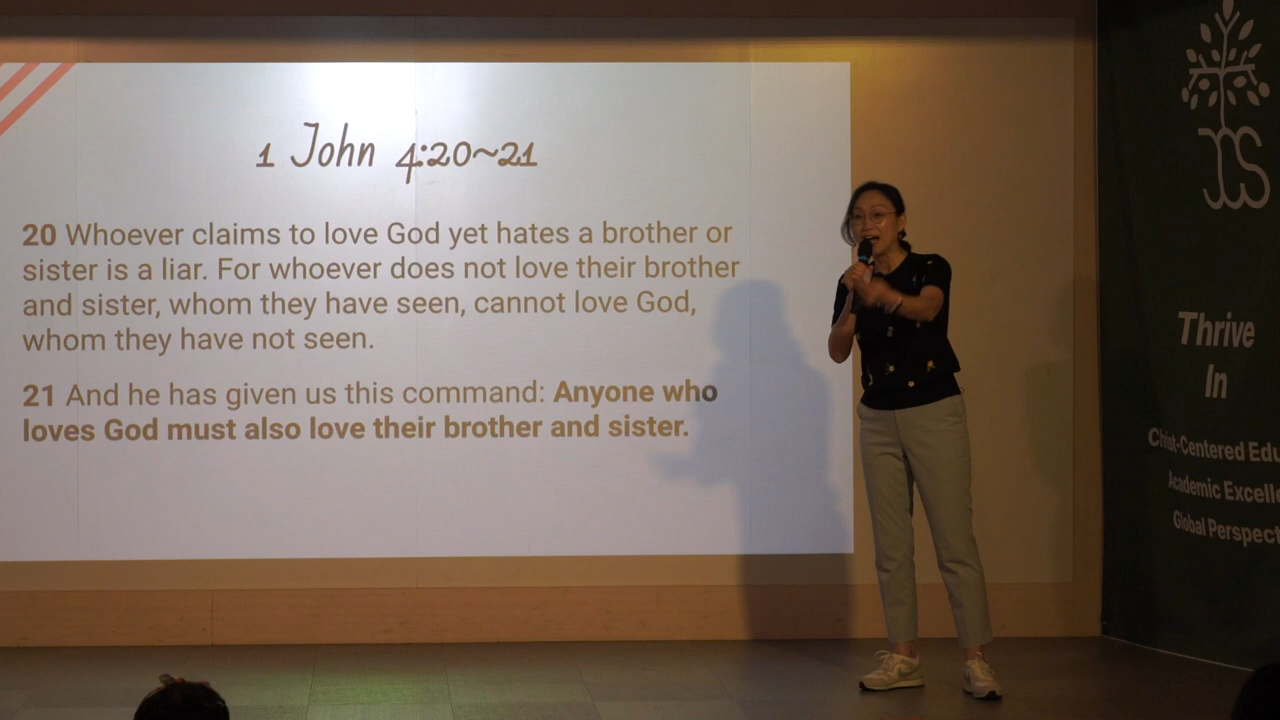 1 John 4:20~21
20 Whoever claims to love God yet hates a brother or
sister is a liar. For whoever does not love their brother
and sister, whom they have seen, cannot love God,
whom they have not seen.
21 And he has given us this command: Anyone who
loves God must also love their brother and sister.
JCS
Thrive
In
Christ-Centered Edu
Academic Excelle
Global Perspect